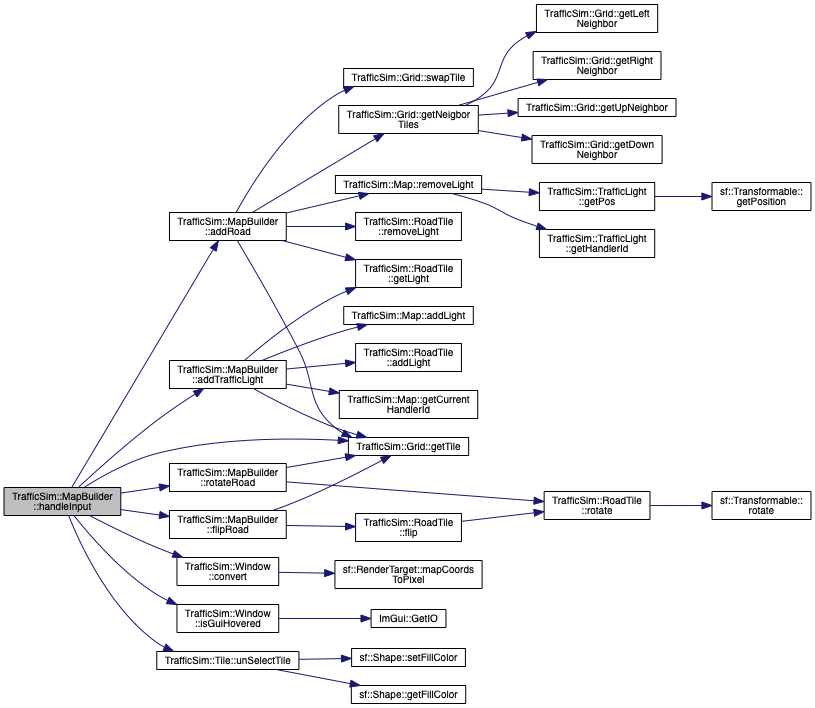 TrafficSim::MapBuilder
::handleInput
TrafficSim::MapBuilder
::addRoad
TrafficSim::Grid::swapTile
TrafficSim::Grid::getNeigbor
Tiles
TrafficSim::Grid::getLeft
Neighbor
TrafficSim::Grid::getRight
Neighbor
TrafficSim::Grid::getUpNeighbor
TrafficSim::Grid::getDown
Neighbor
TrafficSim::Map::removeLight
TrafficSim::TrafficLight
::getPos
sf::Transformable::
getPosition
TrafficSim::TrafficLight
::getHandlerId
TrafficSim::RoadTile
::removeLight
TrafficSim::RoadTile
::getLight
TrafficSim::MapBuilder
::addTrafficLight
TrafficSim::Map::addLight
TrafficSim::RoadTile
::addLight
TrafficSim::Map::getCurrent
HandlerId
TrafficSim::Grid::getTile
TrafficSim::MapBuilder
::rotateRoad
TrafficSim::RoadTile
::rotate
sf::Transformable::
rotate
TrafficSim::MapBuilder
::flipRoad
TrafficSim::RoadTile
::flip
TrafficSim::Window
::convert
sf::RenderTarget::mapCoords
ToPixel
TrafficSim::Window
::isGuiHovered
ImGui::GetIO
TrafficSim::Tile::unSelectTile
sf::Shape::setFillColor
sf::Shape::getFillColor